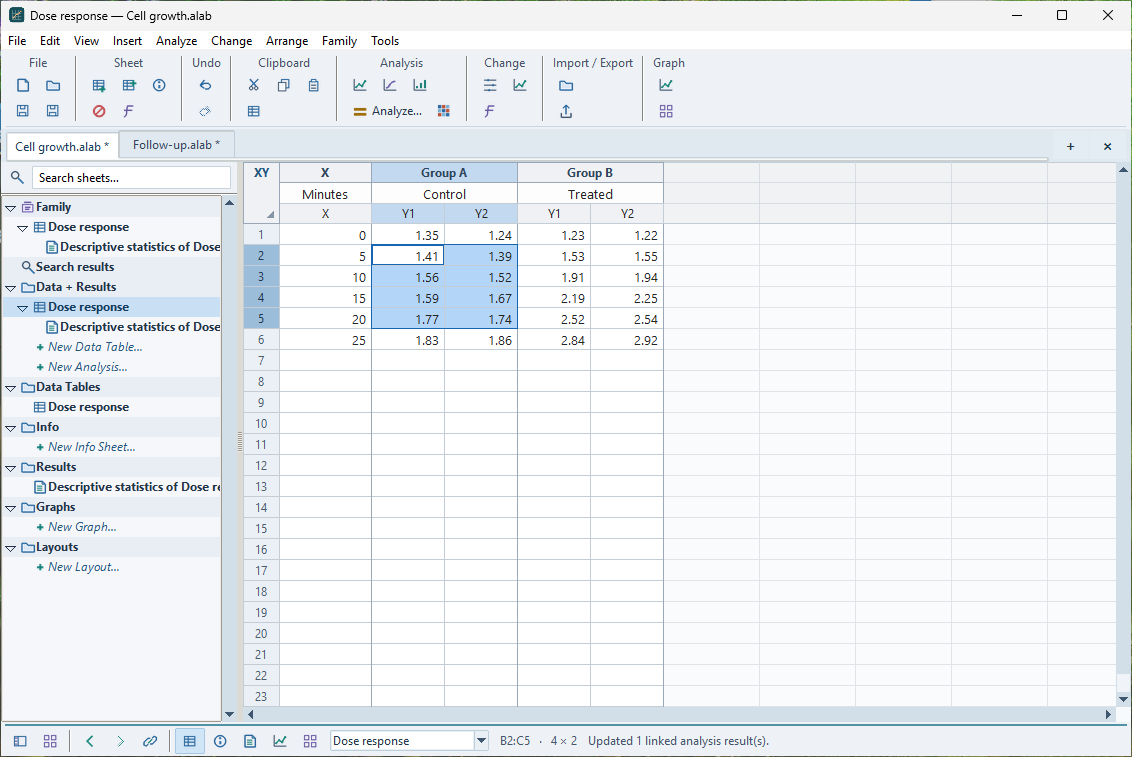 Dose response — Cell growth.alab
File Edit View Insert Analyze Change Arrange Family Tools
File Sheet Undo Clipboard Analysis Change Import / Export Graph
Analyze...
Cell growth.alab * Follow-up.alab *
Search sheets...
Family
Dose response
Descriptive statistics of Dose
Search results
Data + Results
Dose response
Descriptive statistics of Dose
New Data Table...
New Analysis...
Data Tables
Dose response
Info
New Info Sheet...
Results
Descriptive statistics of Dose re
Graphs
New Graph...
Layouts
New Layout...
XY X Group A Group B
Minutes Control Treated
X Y1 Y2 Y1 Y2
1 0 1.35 1.24 1.23 1.22
2 5 1.41 1.39 1.53 1.55
3 10 1.56 1.52 1.91 1.94
4 15 1.59 1.67 2.19 2.25
5 20 1.77 1.74 2.52 2.54
6 25 1.83 1.86 2.84 2.92
7
8
9
10
11
12
13
14
15
16
17
18
19
20
21
22
23
Dose response B2:C5 · 4 × 2 Updated 1 linked analysis result(s).